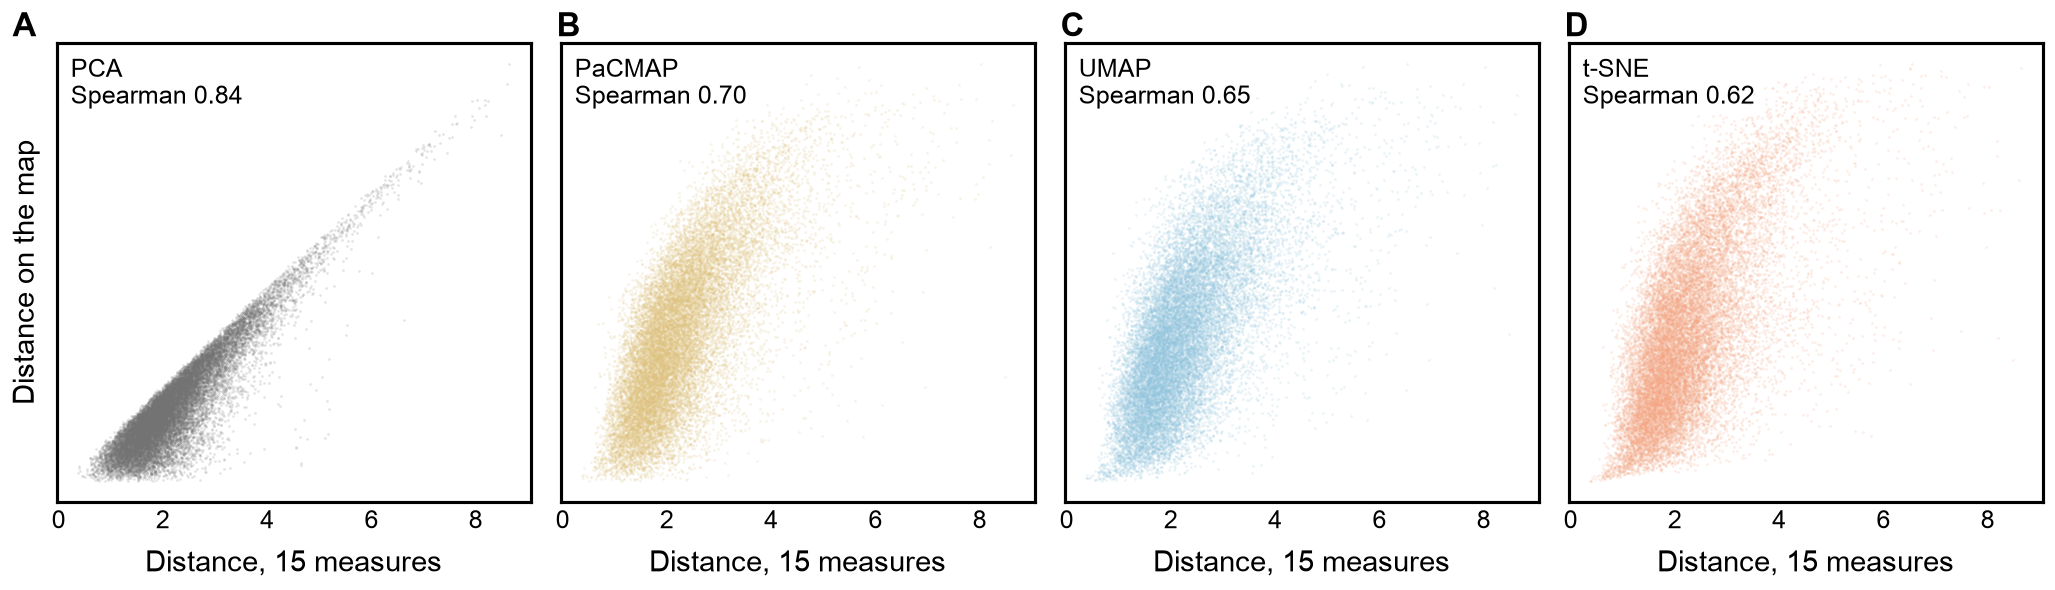 A
PCA
Spearman 0.84
Distance on the map
0 2 4 6 8
Distance, 15 measures
B
PaCMAP
Spearman 0.70
0 2 4 6 8
Distance, 15 measures
C
UMAP
Spearman 0.65
0 2 4 6 8
Distance, 15 measures
D
t-SNE
Spearman 0.62
0 2 4 6 8
Distance, 15 measures